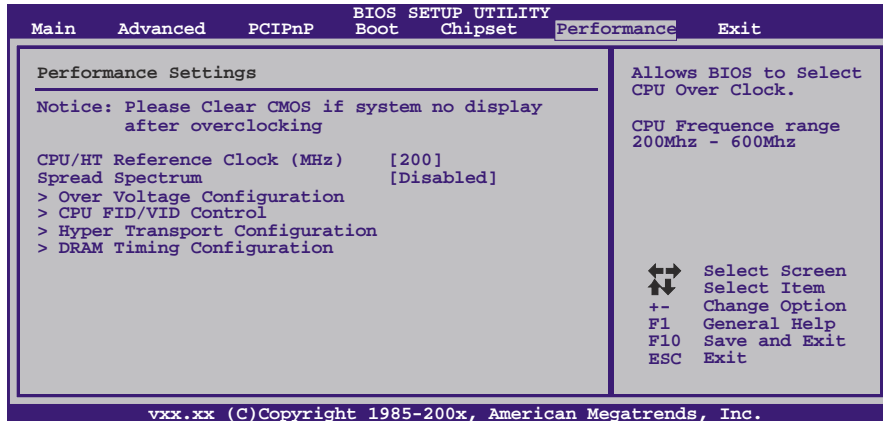 BIOS SETUP UTILITY
Main Advanced PCIPnP Boot Chipset Performance Exit
Performance Settings
Notice: Please Clear CMOS if system no display
after overclocking
CPU/HT Reference Clock (MHz) [200]
Spread Spectrum [Disabled]
> Over Voltage Configuration
> CPU FID/VID Control
> Hyper Transport Configuration
> DRAM Timing Configuration
Allows BIOS to Select
CPU Over Clock.
CPU Frequence range
200Mhz - 600Mhz
Select Screen
Select Item
+- Change Option
F1 General Help
F10 Save and Exit
ESC Exit
vxx.xx (C)Copyright 1985-200x, American Megatrends, Inc.